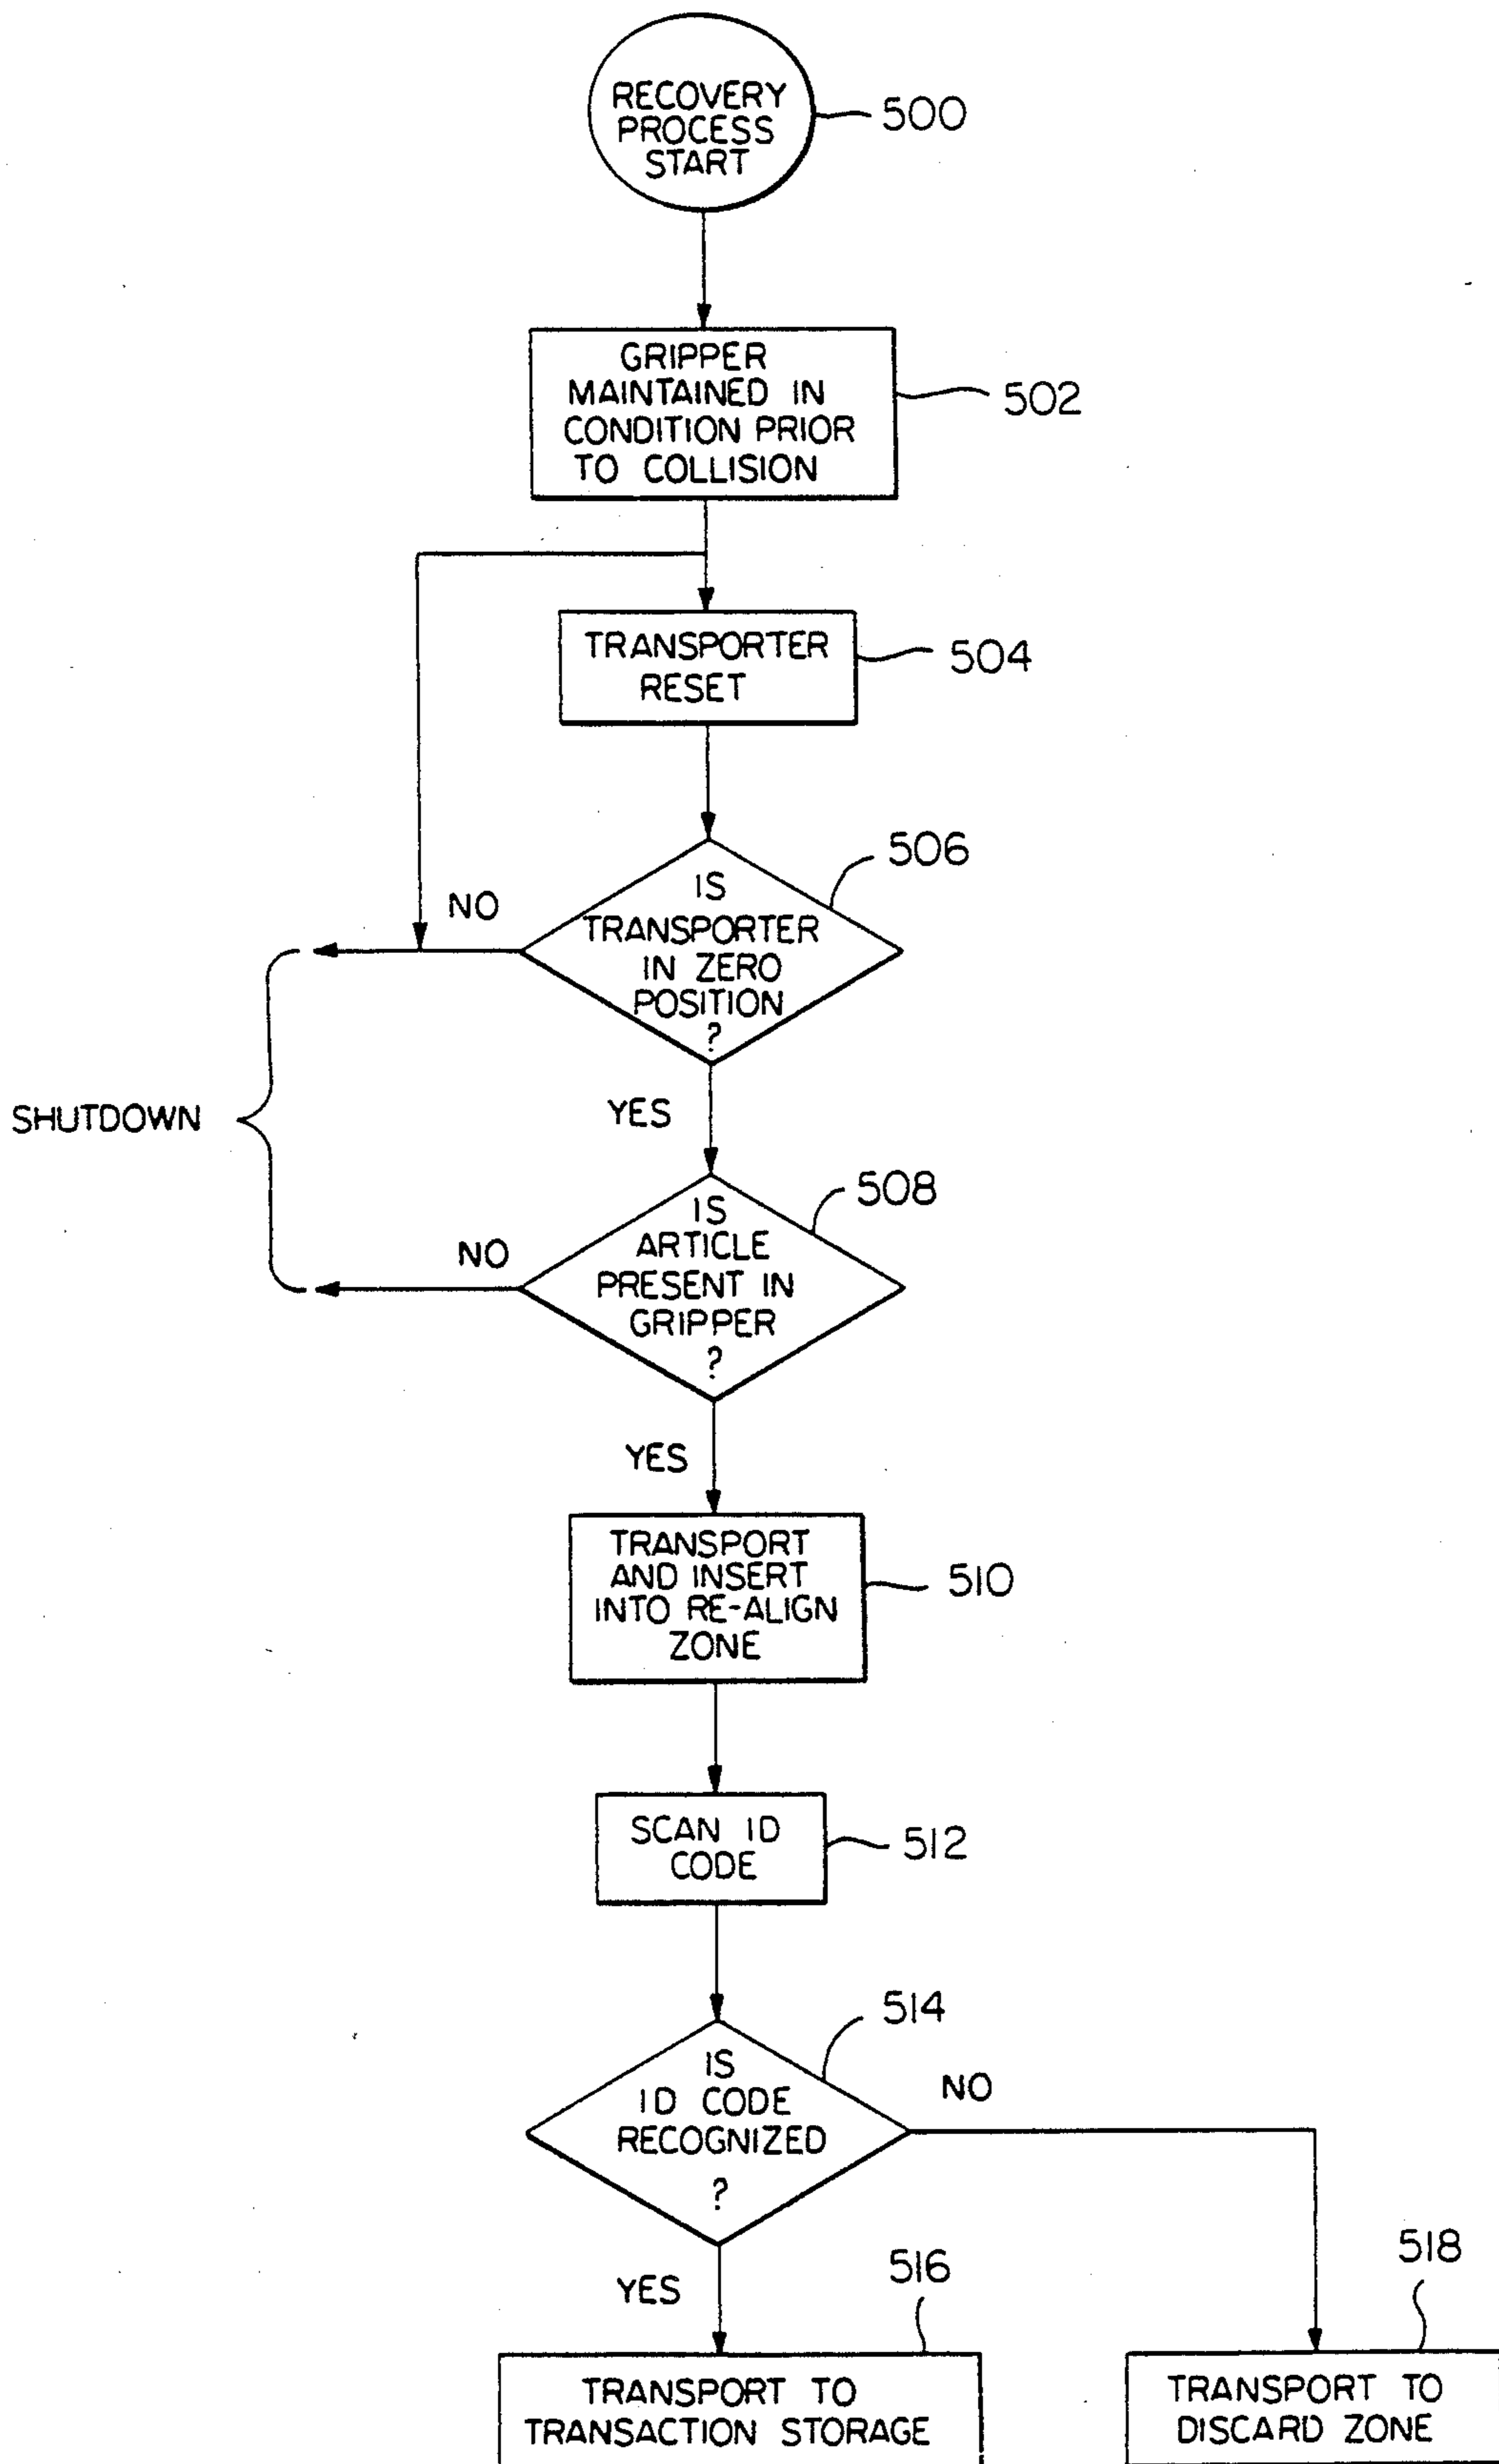 RECOVERY
PROCESS
START
500
GRIPPER
MAINTAINED IN
CONDITION PRIOR
TO COLLISION
502
TRANSPORTER
RESET
504
506
IS
TRANSPORTER
IN ZERO
POSITION
?
NO
SHUTDOWN
YES
508
IS
ARTICLE
PRESENT IN
GRIPPER
?
NO
YES
TRANSPORT
AND INSERT
INTO RE-ALIGN
ZONE
510
SCAN ID
CODE
512
514
IS
ID CODE
RECOGNIZED
?
NO
YES
516
518
TRANSPORT TO
TRANSACTION STORAGE
TRANSPORT TO
DISCARD ZONE